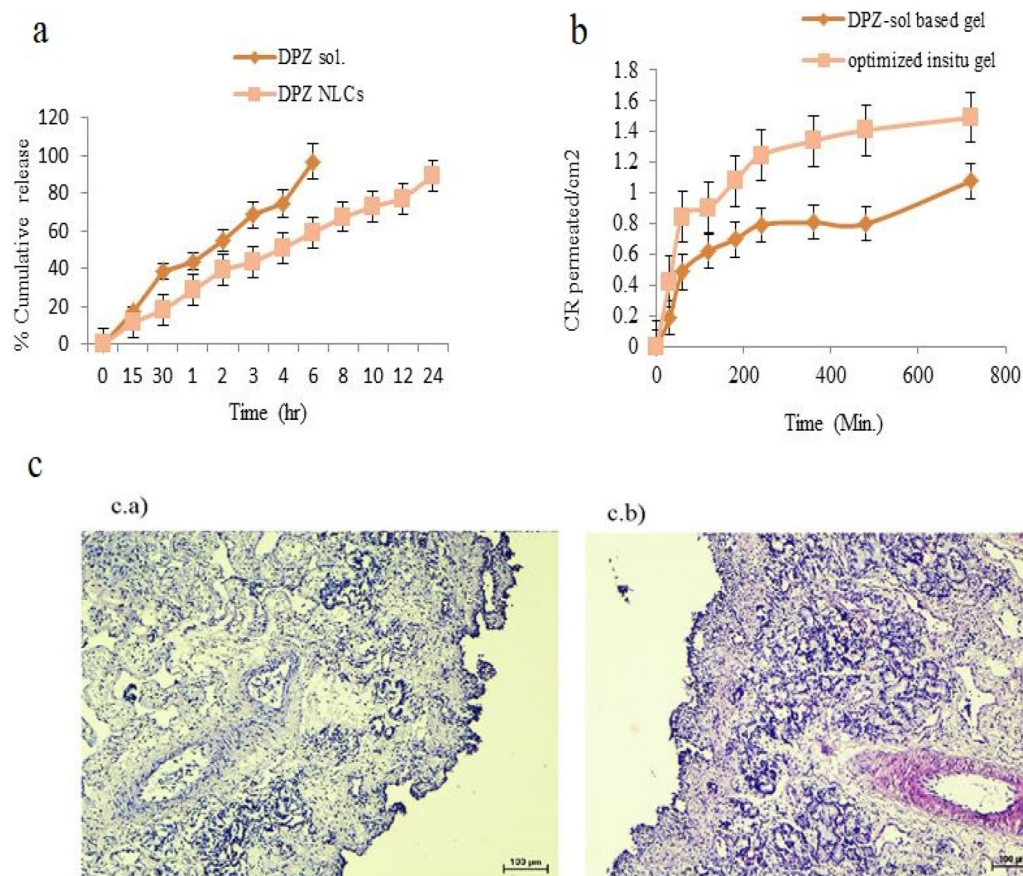 a
DPZ sol.
DPZ NLCs
% Cumulative release
120
100
80
60
40
20
0
0 15 30 1 2 3 4 6 8 10 12 24
Time (hr)
b
DPZ-sol based gel
optimized insitu gel
CR permeated/cm2
1.8
1.6
1.4
1.2
1
0.8
0.6
0.4
0.2
0
0 200 400 600 800
Time (Min.)
c
c.a)
100 µm
c.b)
100 µm